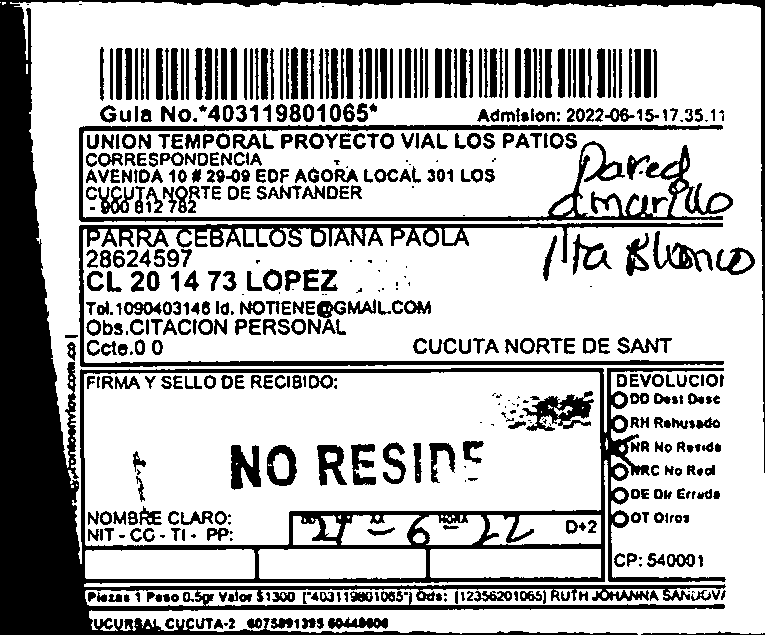 Guia No.*403119801065*
Admision: 2022-06-15-17.35.11
UNION TEMPORAL PROYECTO VIAL LOS PATIOS
CORRESPONDENCIA
AVENIDA 10 # 29-09 EDF AGORA LOCAL 301 LOS
CUCUTA NORTE DE SANTANDER
- 900 812 782
Pared
amarillo
PARRA CEBALLOS DIANA PAOLA
28624597
CL 20 14 73 LOPEZ
Tol.1090403146 Id. NOTIENE@GMAIL.COM
Obs.CITACION PERSONAL
Ccte.0 0
CUCUTA NORTE DE SANT
Blanco
FIRMA Y SELLO DE RECIBIDO:
NO RESIDE
NOMBRE CLARO:
NIT - CC - TI - PP:
HORA
27 - 6 - 22
D+2
DEVOLUCIO
DD Dest Desc
RH Rehusado
NR No Reside
NRC No Recl
DE Dir Errada
OT Otros
CP: 540001
Piezas 1 Peso 0.5gr Valor $1300 ["403119801065"] Ods: [12356201065] RUTH JOHANNA SANDOV
UCURSAL CUCUTA-2